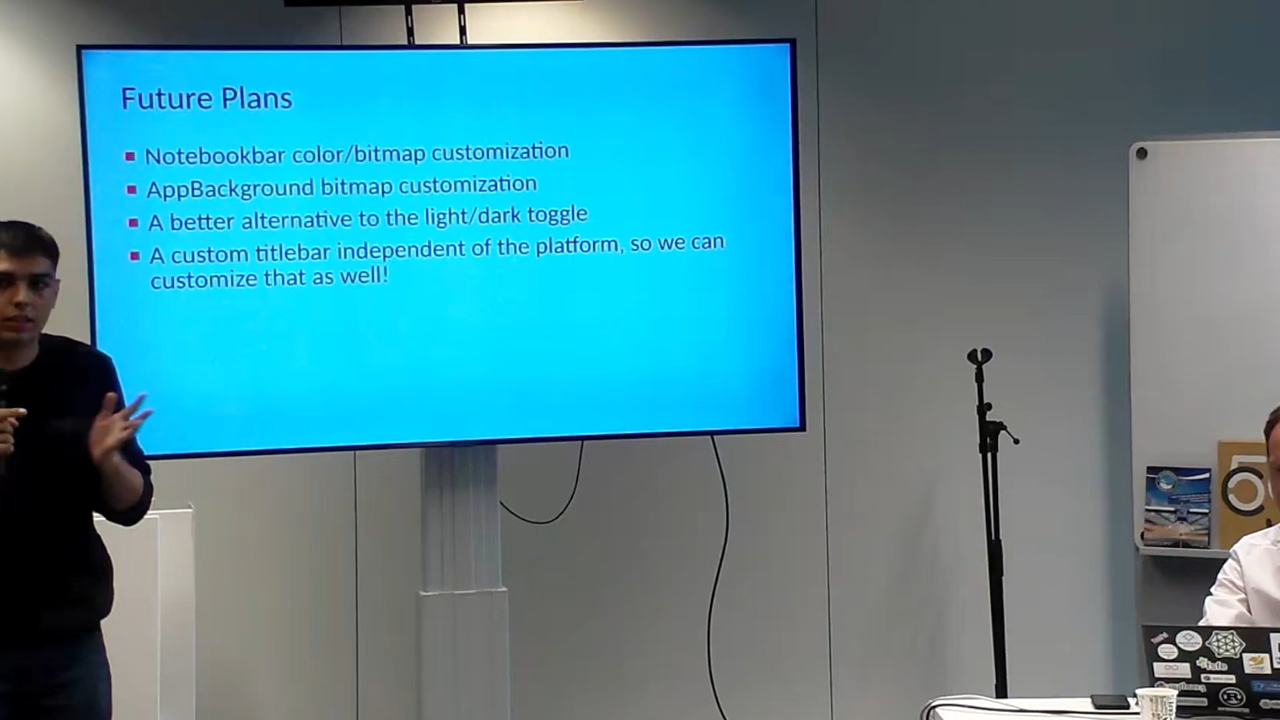 Future Plans
Notebookbar color/bitmap customization
AppBackground bitmap customization
A better alternative to the light/dark toggle
A custom titlebar independent of the platform, so we can
customize that as well!
fsfe